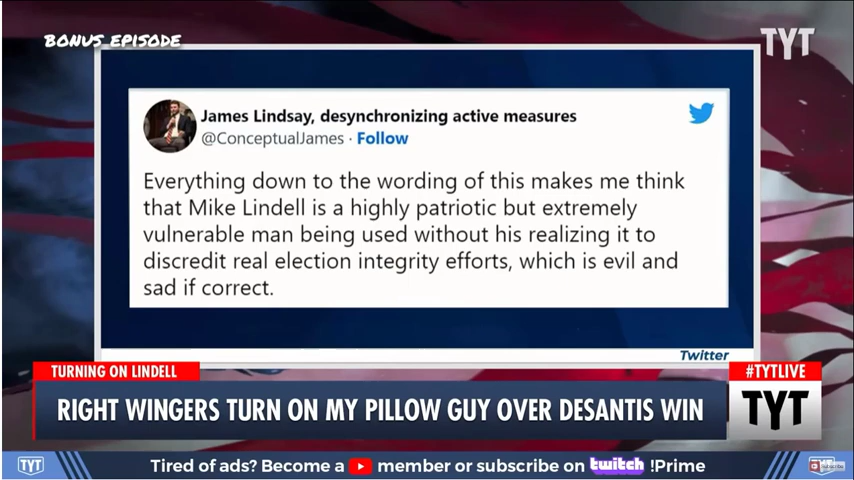 BONUS EPISODE
TYT
James Lindsay, desynchronizing active measures
@ConceptualJames · Follow
Everything down to the wording of this makes me think
that Mike Lindell is a highly patriotic but extremely
vulnerable man being used without his realizing it to
discredit real election integrity efforts, which is evil and
sad if correct.
Twitter
TURNING ON LINDELL
#TYTLIVE
RIGHT WINGERS TURN ON MY PILLOW GUY OVER DESANTIS WIN
TYT
TYT
Tired of ads? Become a member or subscribe on twitch !Prime
Subscribe